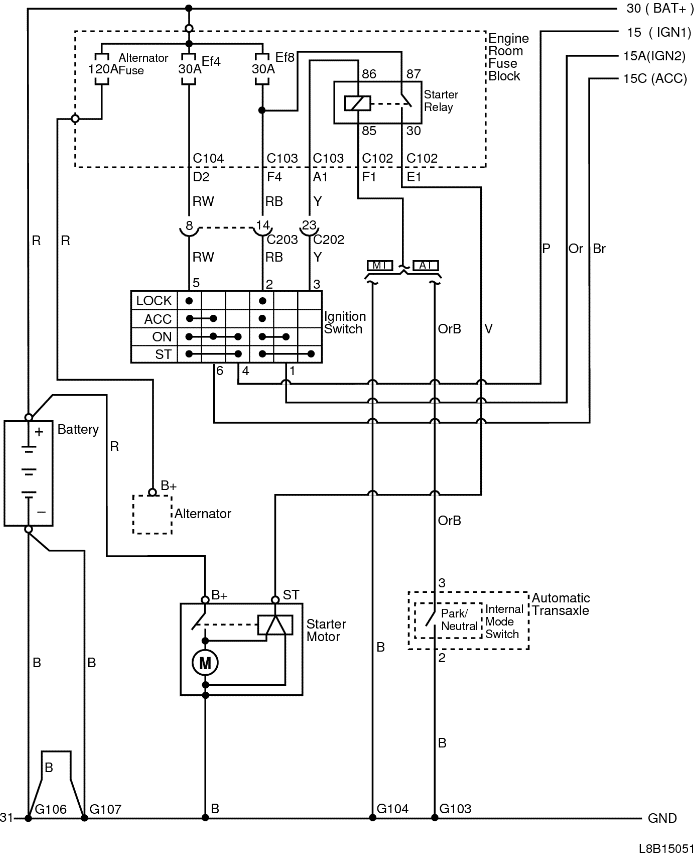 30 ( BAT+ )
15 ( IGN1)
15A(IGN2)
15C (ACC)
Engine
Room
Fuse
Block
Alternator
Fuse
120A
Ef4
30A
Ef8
30A
86
87
Starter
Relay
85
30
C104
C103
C103
C102
C102
D2
F4
A1
F1
E1
RW
RB
Y
8
14
23
C203
C202
RW
RB
Y
R
R
P
Or
Br
MT
AT
5
2
3
LOCK
ACC
ON
ST
Ignition
Switch
OrB
V
6
4
1
Battery
+
–
R
B+
Alternator
OrB
B+
ST
Starter
Motor
M
3
Automatic
Transaxle
Park/
Neutral
Internal
Mode
Switch
2
B
B
B
B
B
B
31
G106
G107
G104
G103
GND
L8B15051